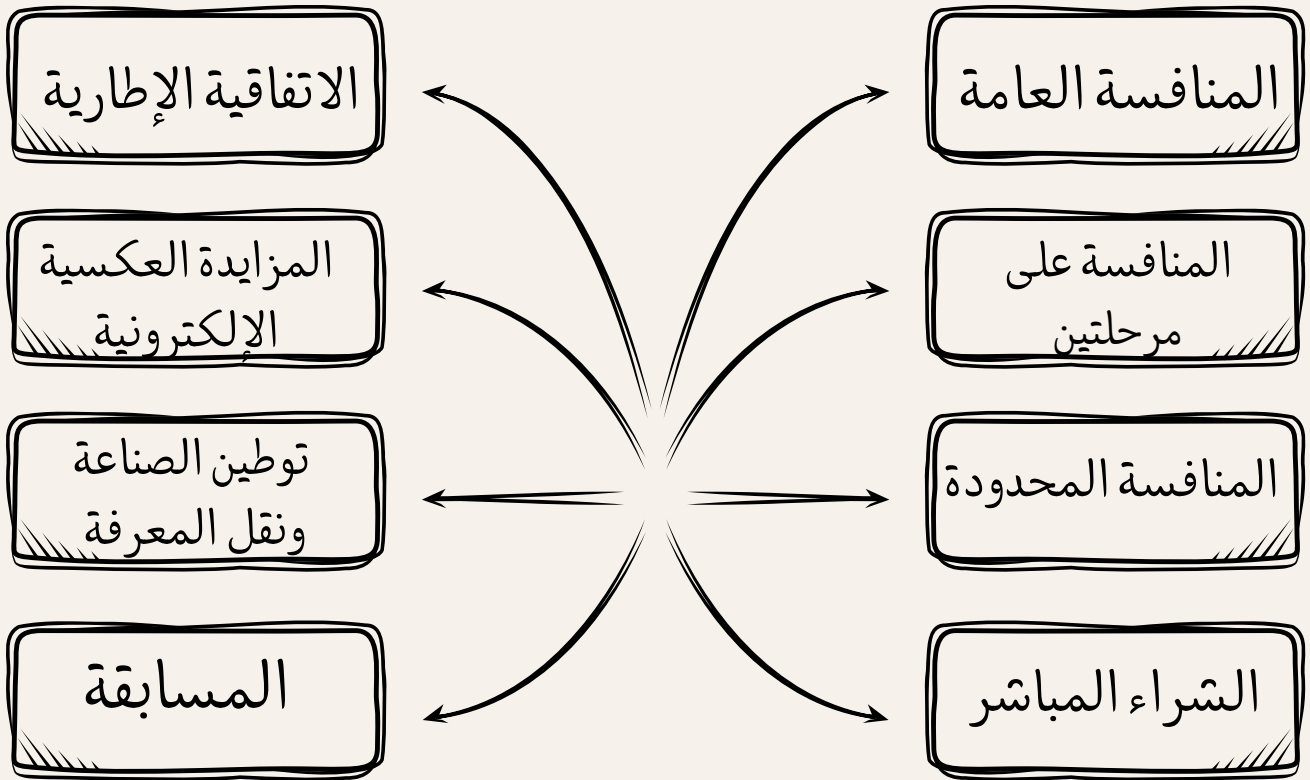 المنافسة العامة
المنافسة على
مرحلتين
المنافسة المحدودة
الشراء المباشر
الاتفاقية الإطارية
المزايدة العكسية
الإلكترونية
توطين الصناعة
ونقل المعرفة
المسابقة